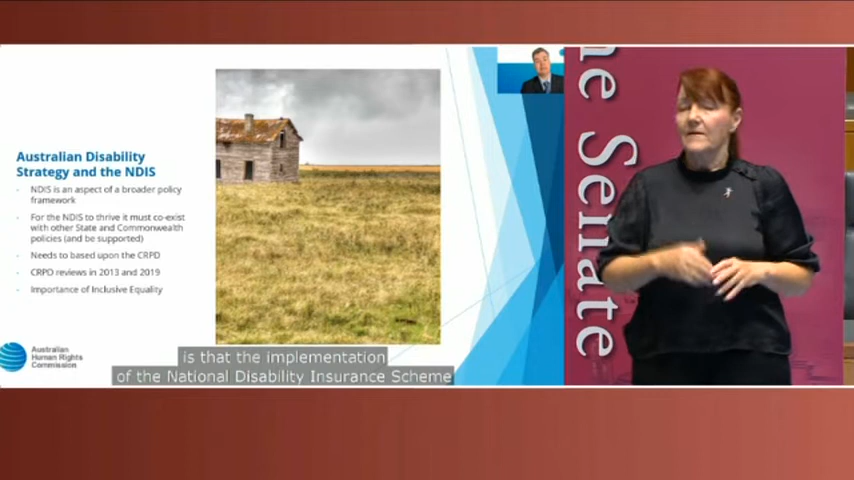 Australian Disability
Strategy and the NDIS
NDIS is an aspect of a broader policy
framework
For the NDIS to thrive it must co-exist
with other State and Commonwealth
policies (and be supported)
Needs to based upon the CRPD
CRPD reviews in 2013 and 2019
Importance of Inclusive Equality
Australian
Human Rights
Commission
is that the implementation
of the National Disability Insurance Scheme
he Senate